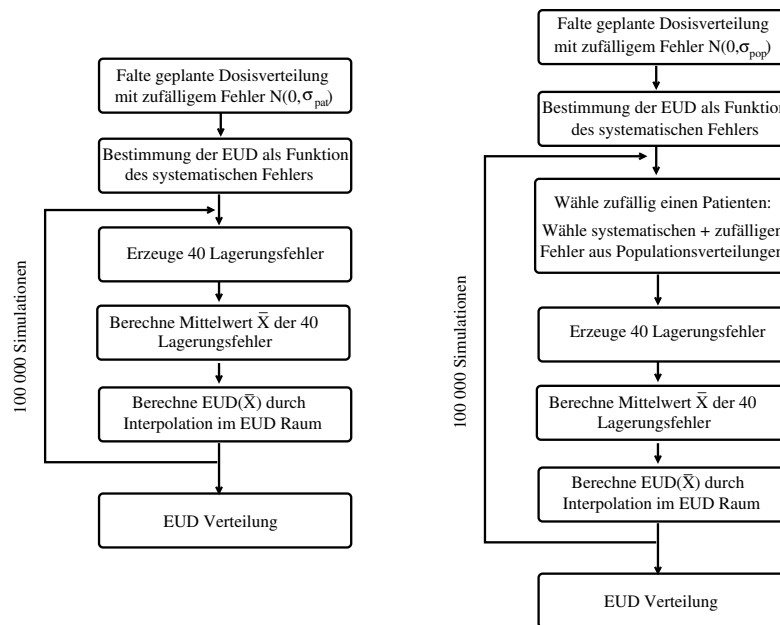 Falte geplante Dosisverteilung
mit zufälligem Fehler N(0,σpat)
Bestimmung der EUD als Funktion
des systematischen Fehlers
Erzeuge 40 Lagerungsfehler
Berechne Mittelwert X̄ der 40
Lagerungsfehler
Berechne EUD(X̄) durch
Interpolation im EUD Raum
EUD Verteilung
100 000 Simulationen
Falte geplante Dosisverteilung
mit zufälligem Fehler N(0,σpop)
Bestimmung der EUD als Funktion
des systematischen Fehlers
Wähle zufällig einen Patienten:
Wähle systematischen + zufälligen
Fehler aus Populationsverteilungen
Erzeuge 40 Lagerungsfehler
Berechne Mittelwert X̄ der 40
Lagerungsfehler
Berechne EUD(X̄) durch
Interpolation im EUD Raum
EUD Verteilung
100 000 Simulationen